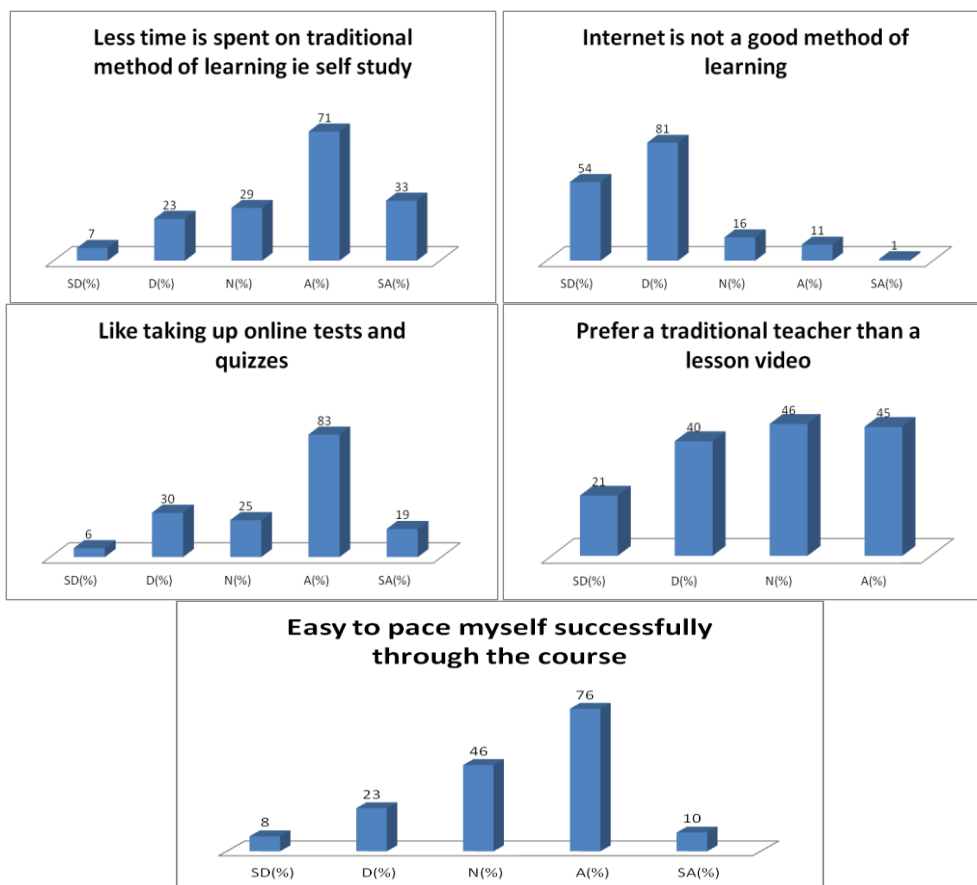 Less time is spent on traditional
method of learning ie self study
7
23
29
71
33
SD(%) D(%) N(%) A(%) SA(%)
Internet is not a good method of
learning
54
81
16
11
1
SD(%) D(%) N(%) A(%) SA(%)
Like taking up online tests and
quizzes
6
30
25
83
19
SD(%) D(%) N(%) A(%) SA(%)
Prefer a traditional teacher than a
lesson video
21
40
46
45
SD(%) D(%) N(%) A(%)
Easy to pace myself successfully
through the course
8
23
46
76
10
SD(%) D(%) N(%) A(%) SA(%)